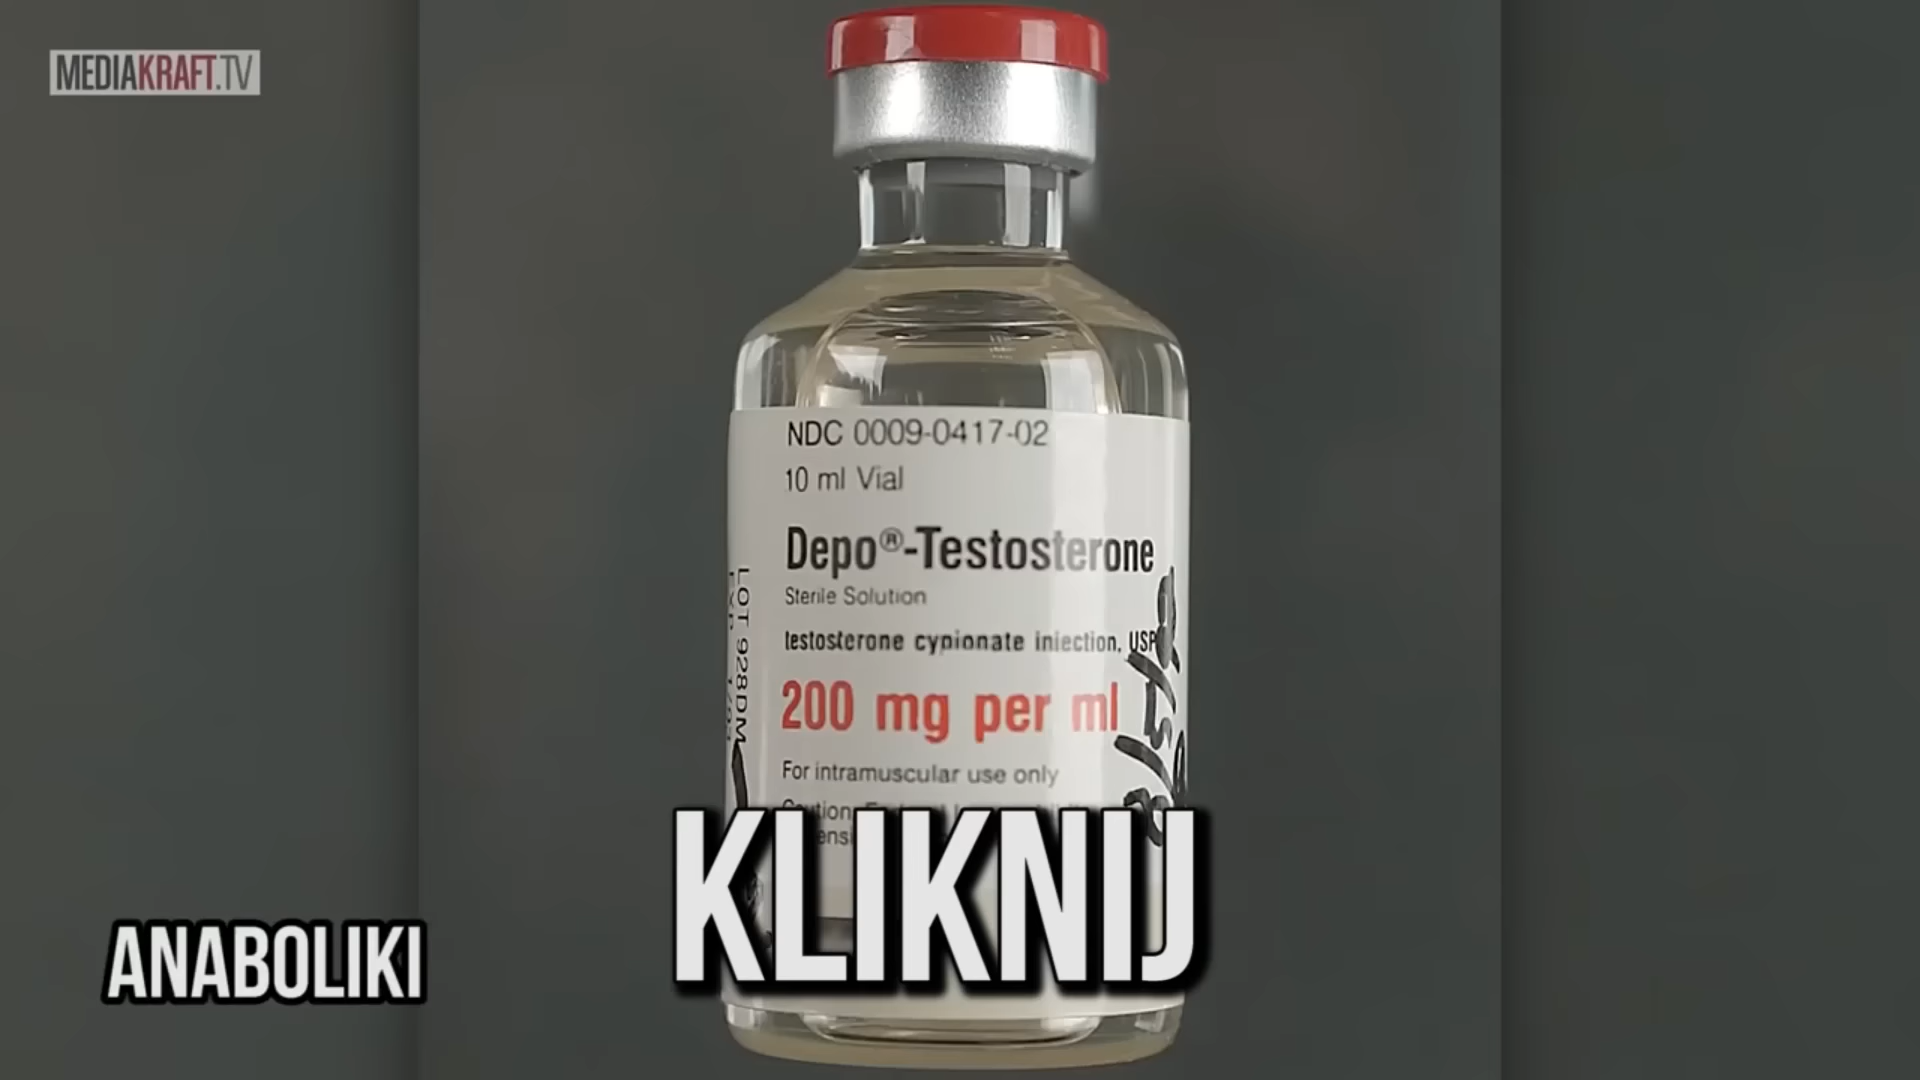 MEDIAKRAFT.TV
NDC 0009-0417-02
10 ml Vial
Depo®-Testosterone
Sterile Solution
testosterone cypionate injection, USP
200 mg per ml
For intramuscular use only
LOT 928DM
KLIKNIJ
ANABOLIKI